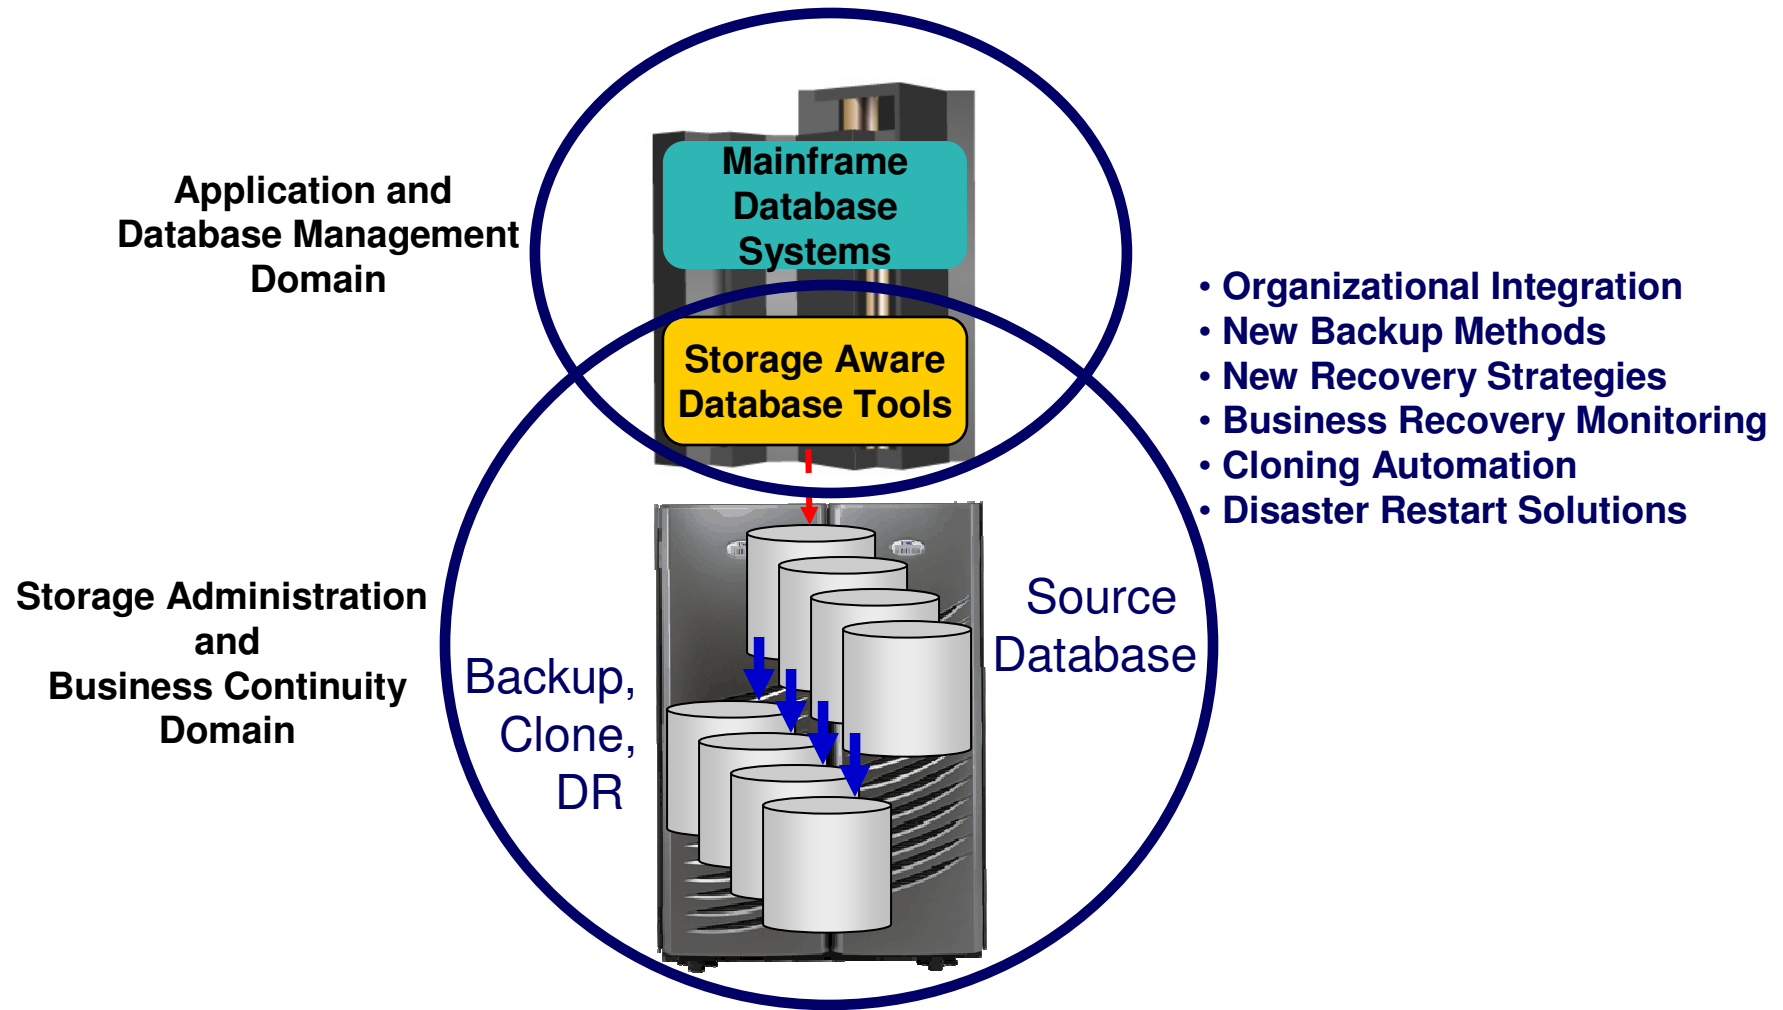 Mainframe
Database
Systems
Application and
Database Management
Domain
Storage Aware
Database Tools
• Organizational Integration
• New Backup Methods
• New Recovery Strategies
• Business Recovery Monitoring
• Cloning Automation
• Disaster Restart Solutions
Storage Administration
and
Business Continuity
Domain
Source
Database
Backup,
Clone,
DR